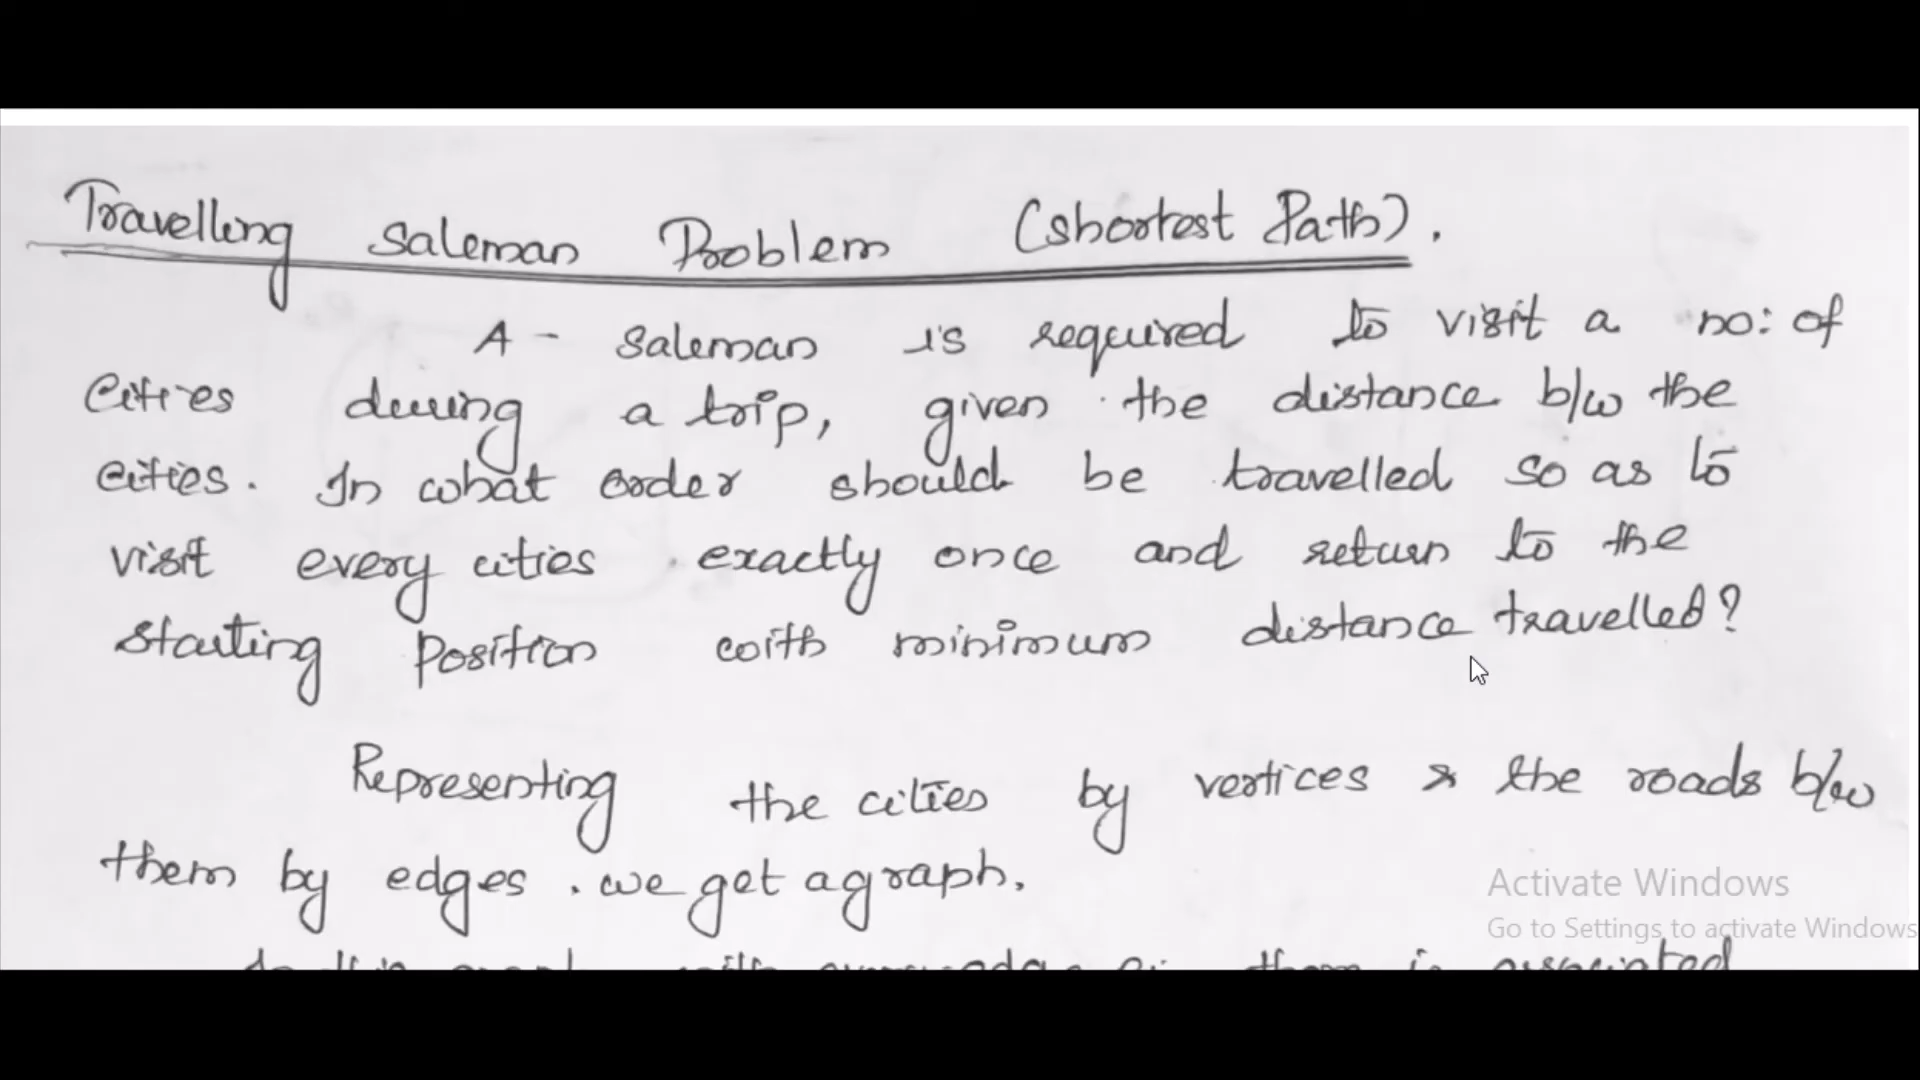 Travelling Saleman Problem (Shortest Path).
A - Saleman is required to visit a no: of
cities during a trip, given the distance b/w the
cities. In what order should be travelled so as to
visit every cities exactly once and return to the
starting position with minimum distance travelled?
Representing the cities by vertices & the roads b/w
them by edges. we get a graph.
Activate Windows
Go to Settings to activate Windows